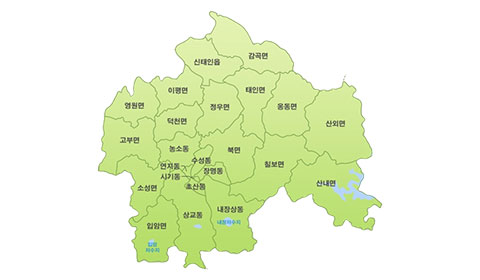 감곡면
신태인읍
이평면
태인면
영원면
정우면
옹동면
덕천면
산외면
고부면
농소동
북면
수성동
연지동
장명동
칠보면
시기동
소성면
초산동
산내면
내장상동
상교동
내장저수지
입암면
입암
저수지